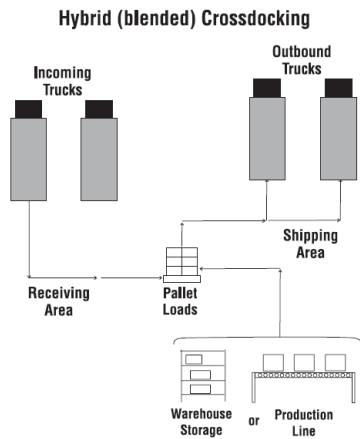 Hybrid (blended) Crossdocking
Outbound
Trucks
Incoming
Trucks
Shipping
Area
Receiving
Area
Pallet
Loads
Warehouse
Storage
or
Production
Line